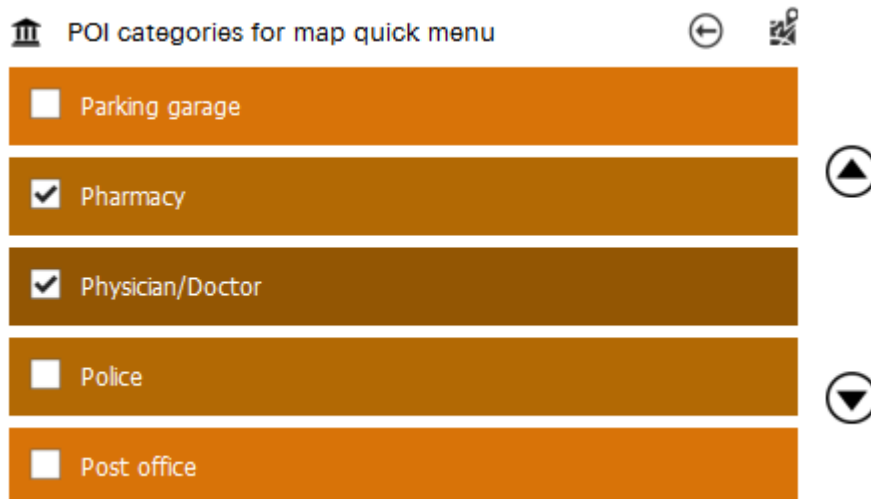 POI categories for map quick menu
Parking garage
Pharmacy
Physician/Doctor
Police
Post office